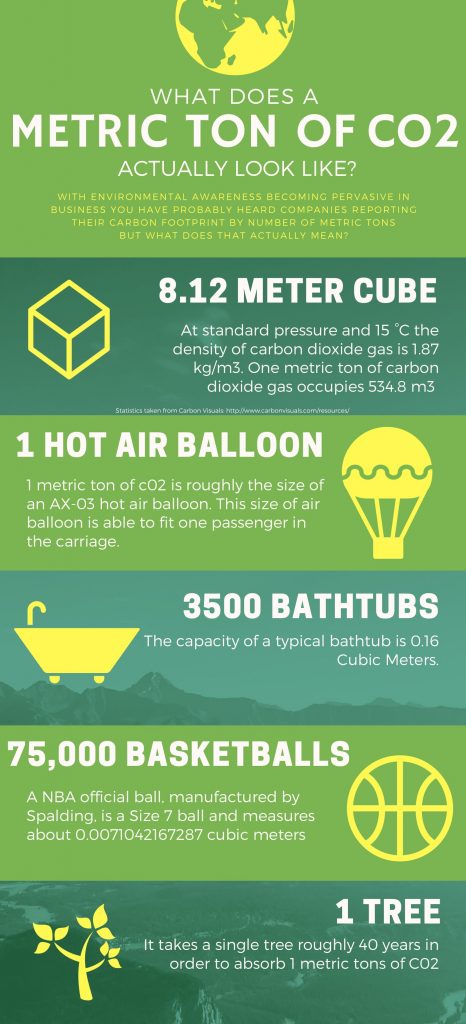 WHAT DOES A
METRIC TON OF CO2
ACTUALLY LOOK LIKE?
WITH ENVIRONMENTAL AWARENESS BECOMING PERVASIVE IN
BUSINESS YOU HAVE PROBABLY HEARD COMPANIES REPORTING
THEIR CARBON FOOTPRINT BY NUMBER OF METRIC TONS
BUT WHAT DOES THAT ACTUALLY MEAN?
8.12 METER CUBE
At standard pressure and 15 °C the
density of carbon dioxide gas is 1.87
kg/m3. One metric ton of carbon
dioxide gas occupies 534.8 m3
Statistics taken from Carbon Visuals: http://www.carbonvisuals.com/resources/
1 HOT AIR BALLOON
1 metric ton of c02 is roughly the size of
an AX-03 hot air balloon. This size of air
balloon is able to fit one passenger in
the carriage.
3500 BATHTUBS
The capacity of a typical bathtub is 0.16
Cubic Meters.
75,000 BASKETBALLS
A NBA official ball, manufactured by
Spalding, is a Size 7 ball and measures
about 0.0071042167287 cubic meters
1 TREE
It takes a single tree roughly 40 years in
order to absorb 1 metric tons of C02